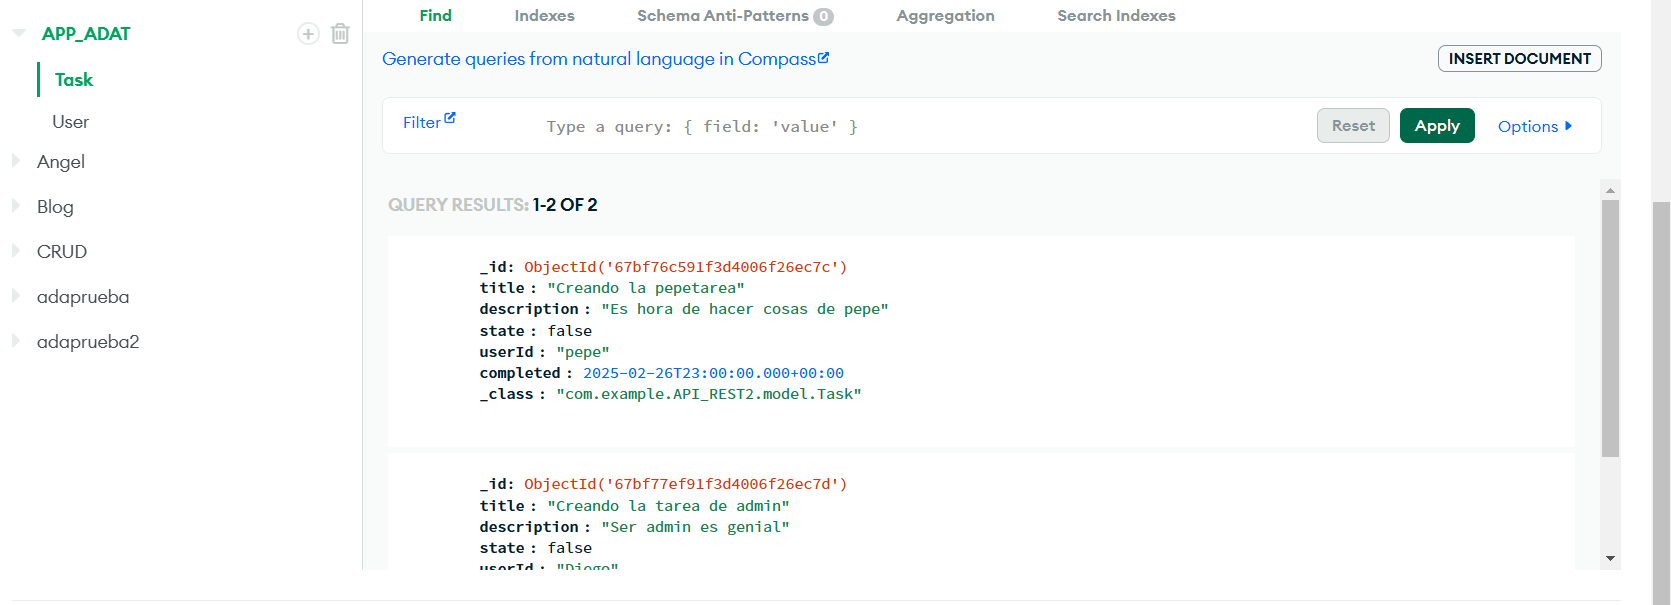 APP_ADAT
Task
User
Angel
Blog
CRUD
adaprueba
adaprueba2
Find Indexes Schema Anti-Patterns 0 Aggregation Search Indexes
Generate queries from natural language in Compass
INSERT DOCUMENT
Filter Type a query: { field: 'value' } Reset Apply Options
QUERY RESULTS: 1-2 OF 2
_id: ObjectId('67bf76c591f3d4006f26ec7c')
title : "Creando la pepetarea"
description : "Es hora de hacer cosas de pepe"
state : false
userId : "pepe"
completed : 2025-02-26T23:00:00.000+00:00
_class : "com.example.API_REST2.model.Task"
_id: ObjectId('67bf77ef91f3d4006f26ec7d')
title : "Creando la tarea de admin"
description : "Ser admin es genial"
state : false
userId : "Diego"